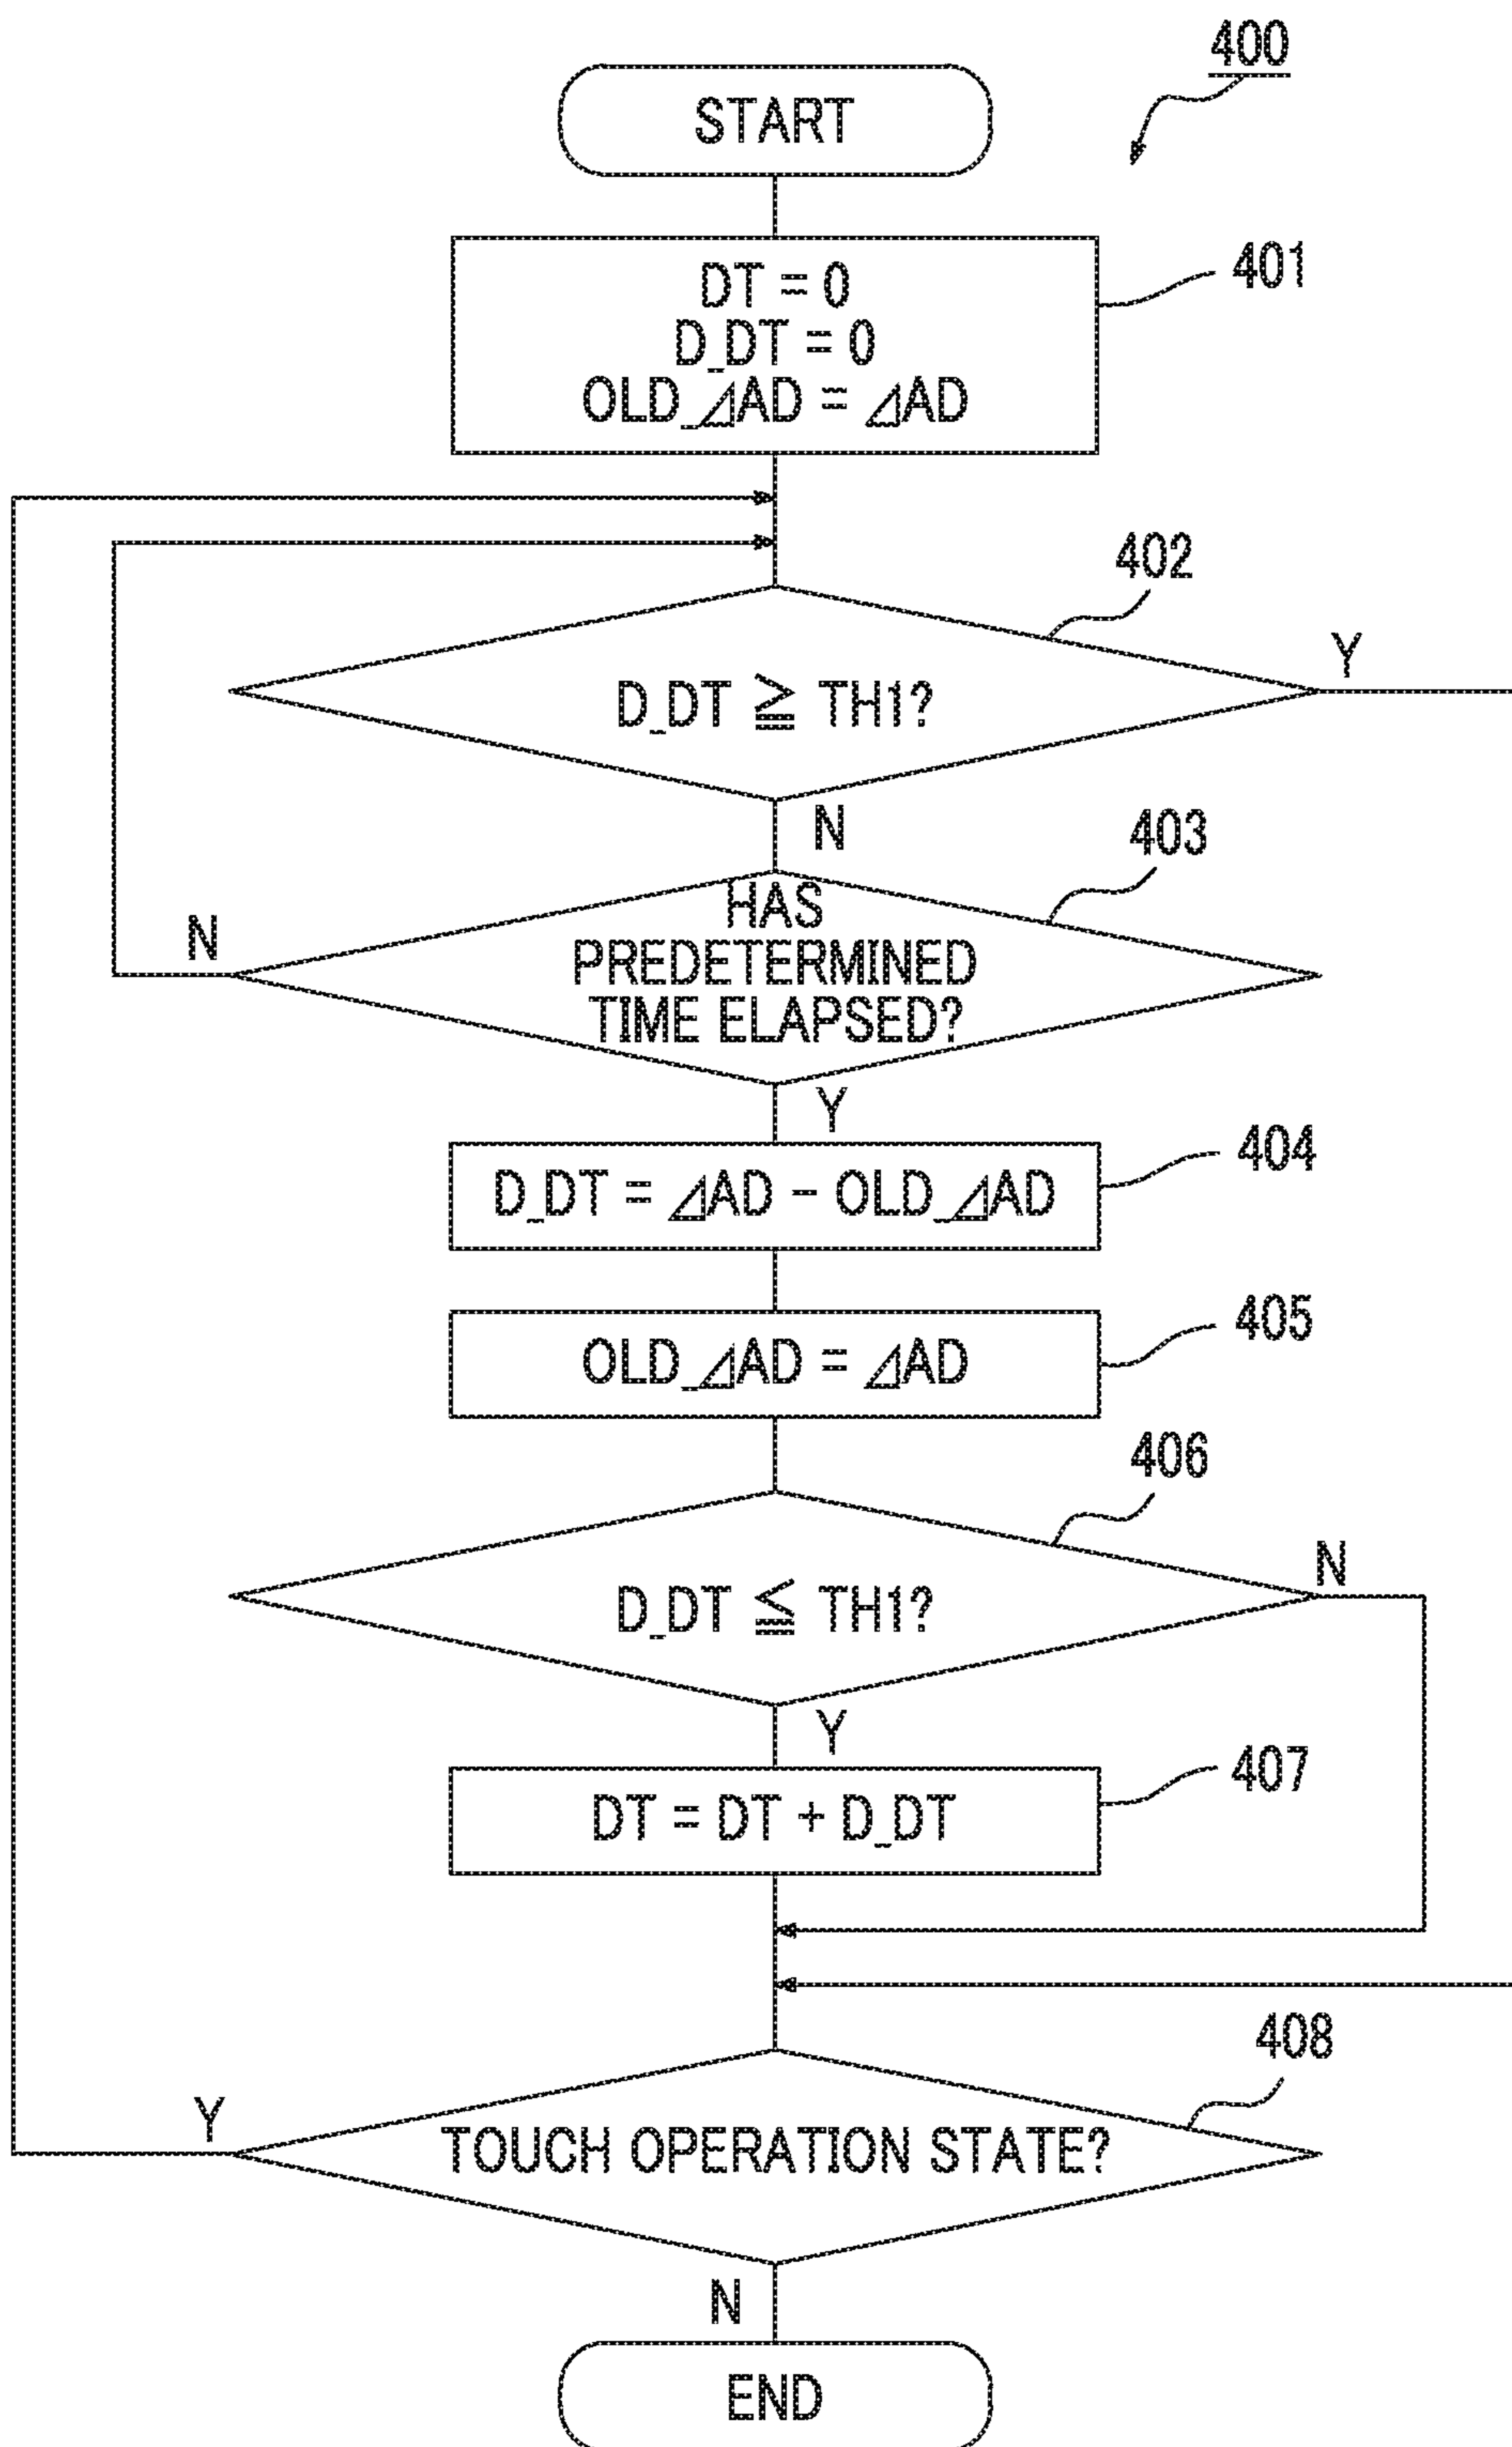 400
START
401
DT = 0
D_DT = 0
OLD_⊿AD = ⊿AD
402
Y
D_DT ≧ TH1?
N
403
N
HAS
PREDETERMINED
TIME ELAPSED?
Y
404
D_DT = ⊿AD - OLD_⊿AD
405
OLD_⊿AD = ⊿AD
406
N
D_DT ≦ TH1?
Y
407
DT = DT + D_DT
408
Y
TOUCH OPERATION STATE?
N
END